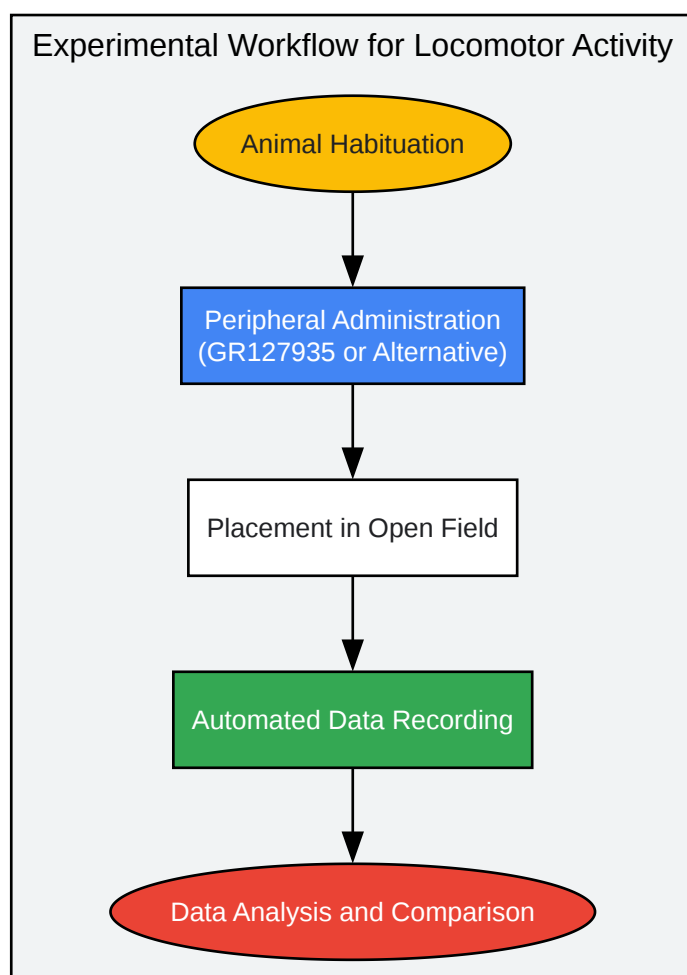 Experimental Workflow for Locomotor Activity
Animal Habituation
Peripheral Administration
(GR127935 or Alternative)
Placement in Open Field
Automated Data Recording
Data Analysis and Comparison